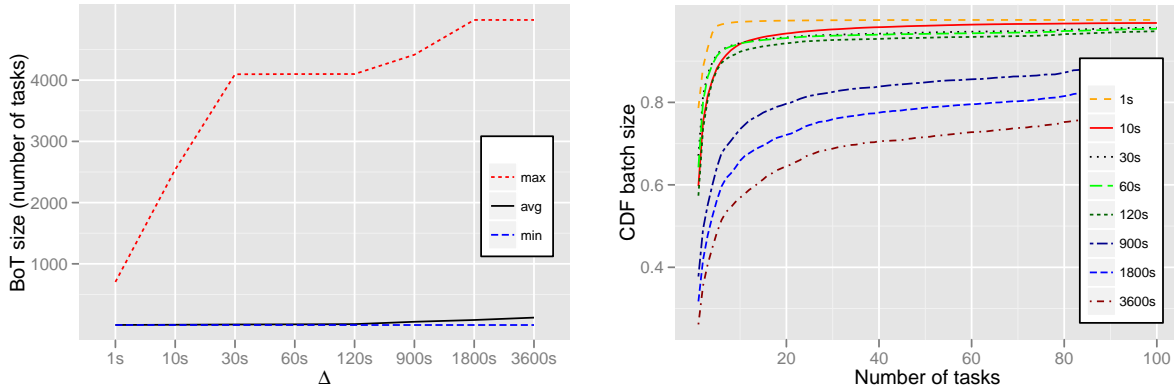 BoT size (number of tasks)
4000
3000
2000
1000
max
avg
min
1s 10s 30s 60s 120s 900s 1800s 3600s
Δ
CDF batch size
0.8
0.6
0.4
1s
10s
30s
60s
120s
900s
1800s
3600s
20 40 60 80 100
Number of tasks